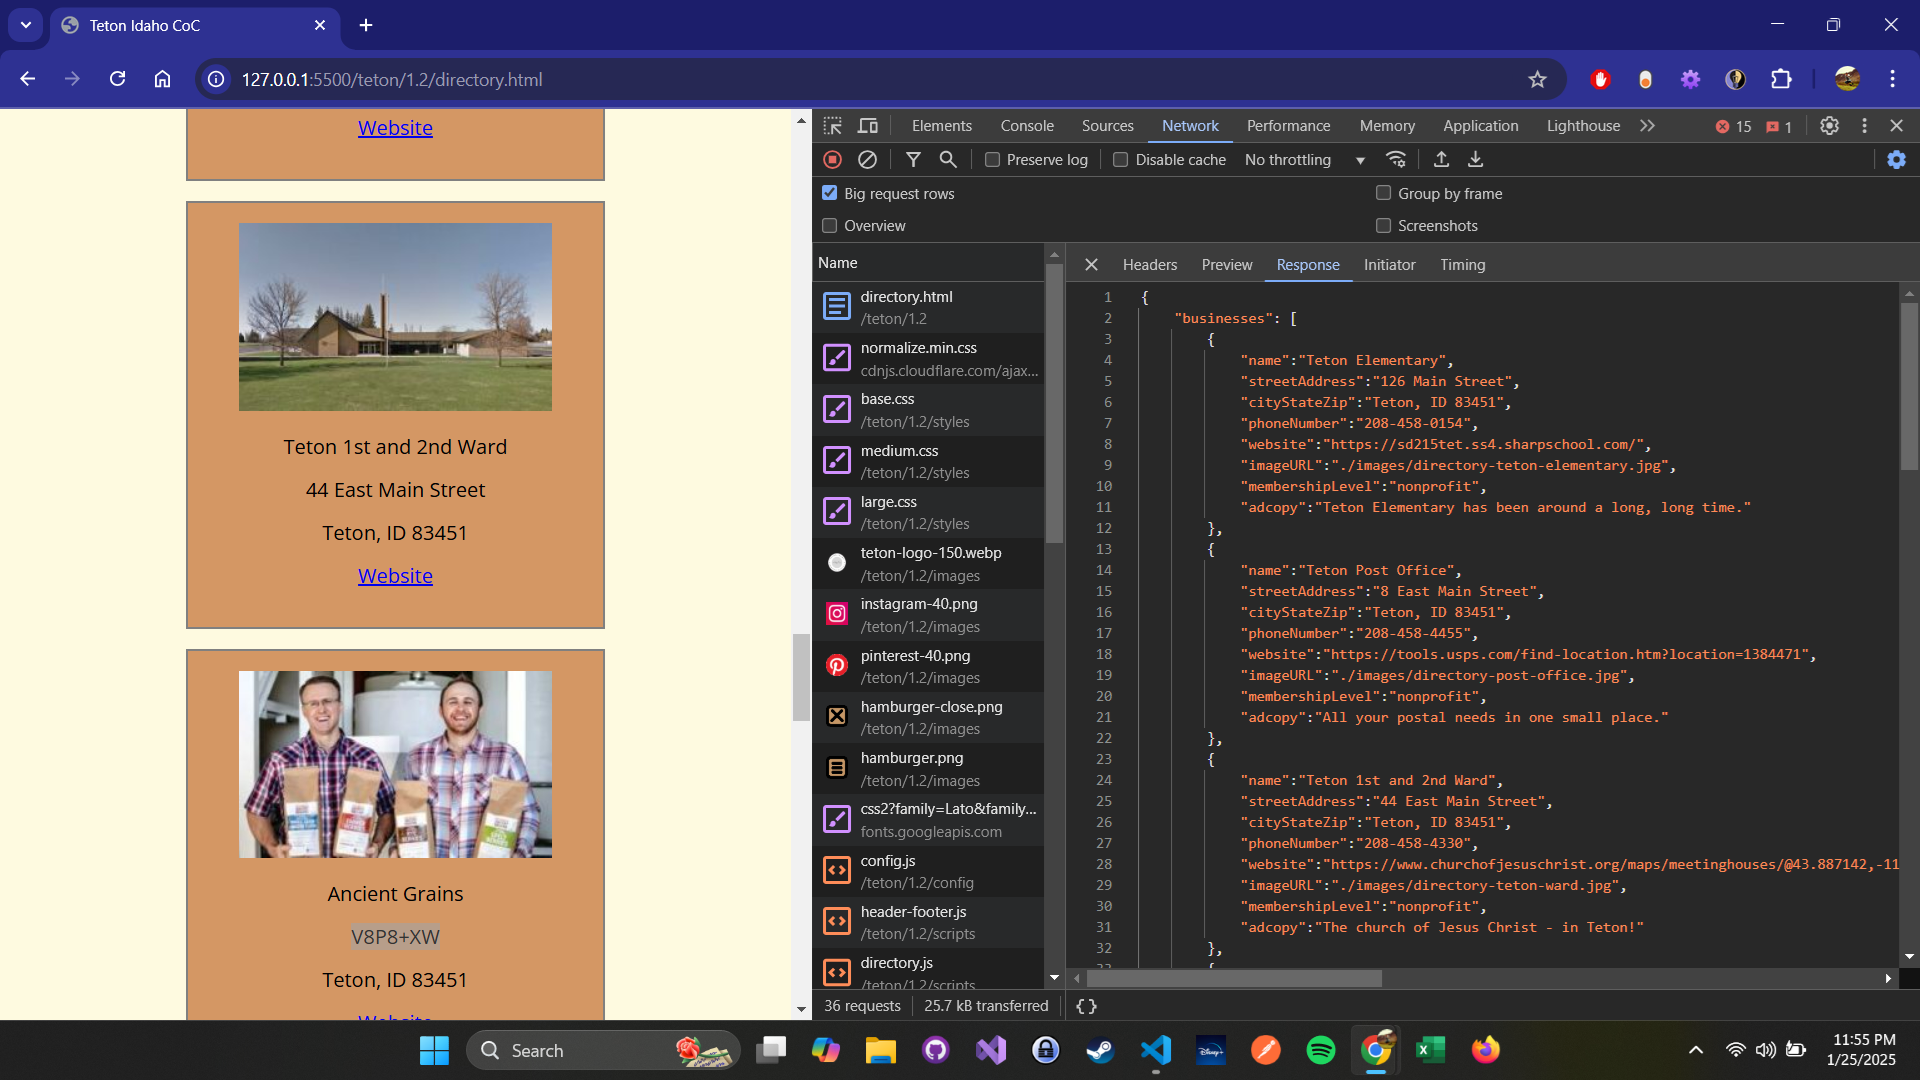 Teton Idaho CoC
127.0.0.1:5500/teton/1.2/directory.html
Website
Teton 1st and 2nd Ward
44 East Main Street
Teton, ID 83451
Website
Ancient Grains
V8P8+XW
Teton, ID 83451
Elements Console Sources Network Performance Memory Application Lighthouse 15 1
Preserve log Disable cache No throttling
Big request rows Group by frame
Overview Screenshots
Name
directory.html
/teton/1.2
normalize.min.css
cdnjs.cloudflare.com/ajax...
base.css
/teton/1.2/styles
medium.css
/teton/1.2/styles
large.css
/teton/1.2/styles
teton-logo-150.webp
/teton/1.2/images
instagram-40.png
/teton/1.2/images
pinterest-40.png
/teton/1.2/images
hamburger-close.png
/teton/1.2/images
hamburger.png
/teton/1.2/images
css2?family=Lato&family...
fonts.googleapis.com
config.js
/teton/1.2/config
header-footer.js
/teton/1.2/scripts
directory.js
/teton/1.2/scripts
36 requests 25.7 kB transferred { }
Headers Preview Response Initiator Timing
1 {
2 "businesses": [
3 {
4 "name":"Teton Elementary",
5 "streetAddress":"126 Main Street",
6 "cityStateZip":"Teton, ID 83451",
7 "phoneNumber":"208-458-0154",
8 "website":"https://sd215tet.ss4.sharpschool.com/",
9 "imageURL":"./images/directory-teton-elementary.jpg",
10 "membershipLevel":"nonprofit",
11 "adcopy":"Teton Elementary has been around a long, long time."
12 },
13 {
14 "name":"Teton Post Office",
15 "streetAddress":"8 East Main Street",
16 "cityStateZip":"Teton, ID 83451",
17 "phoneNumber":"208-458-4455",
18 "website":"https://tools.usps.com/find-location.htm?location=1384471",
19 "imageURL":"./images/directory-post-office.jpg",
20 "membershipLevel":"nonprofit",
21 "adcopy":"All your postal needs in one small place."
22 },
23 {
24 "name":"Teton 1st and 2nd Ward",
25 "streetAddress":"44 East Main Street",
26 "cityStateZip":"Teton, ID 83451",
27 "phoneNumber":"208-458-4330",
28 "website":"https://www.churchofjesuschrist.org/maps/meetinghouses/@43.887142,-11
29 "imageURL":"./images/directory-teton-ward.jpg",
30 "membershipLevel":"nonprofit",
31 "adcopy":"The church of Jesus Christ - in Teton!"
32 },
Search
Disney+
11:55 PM
1/25/2025